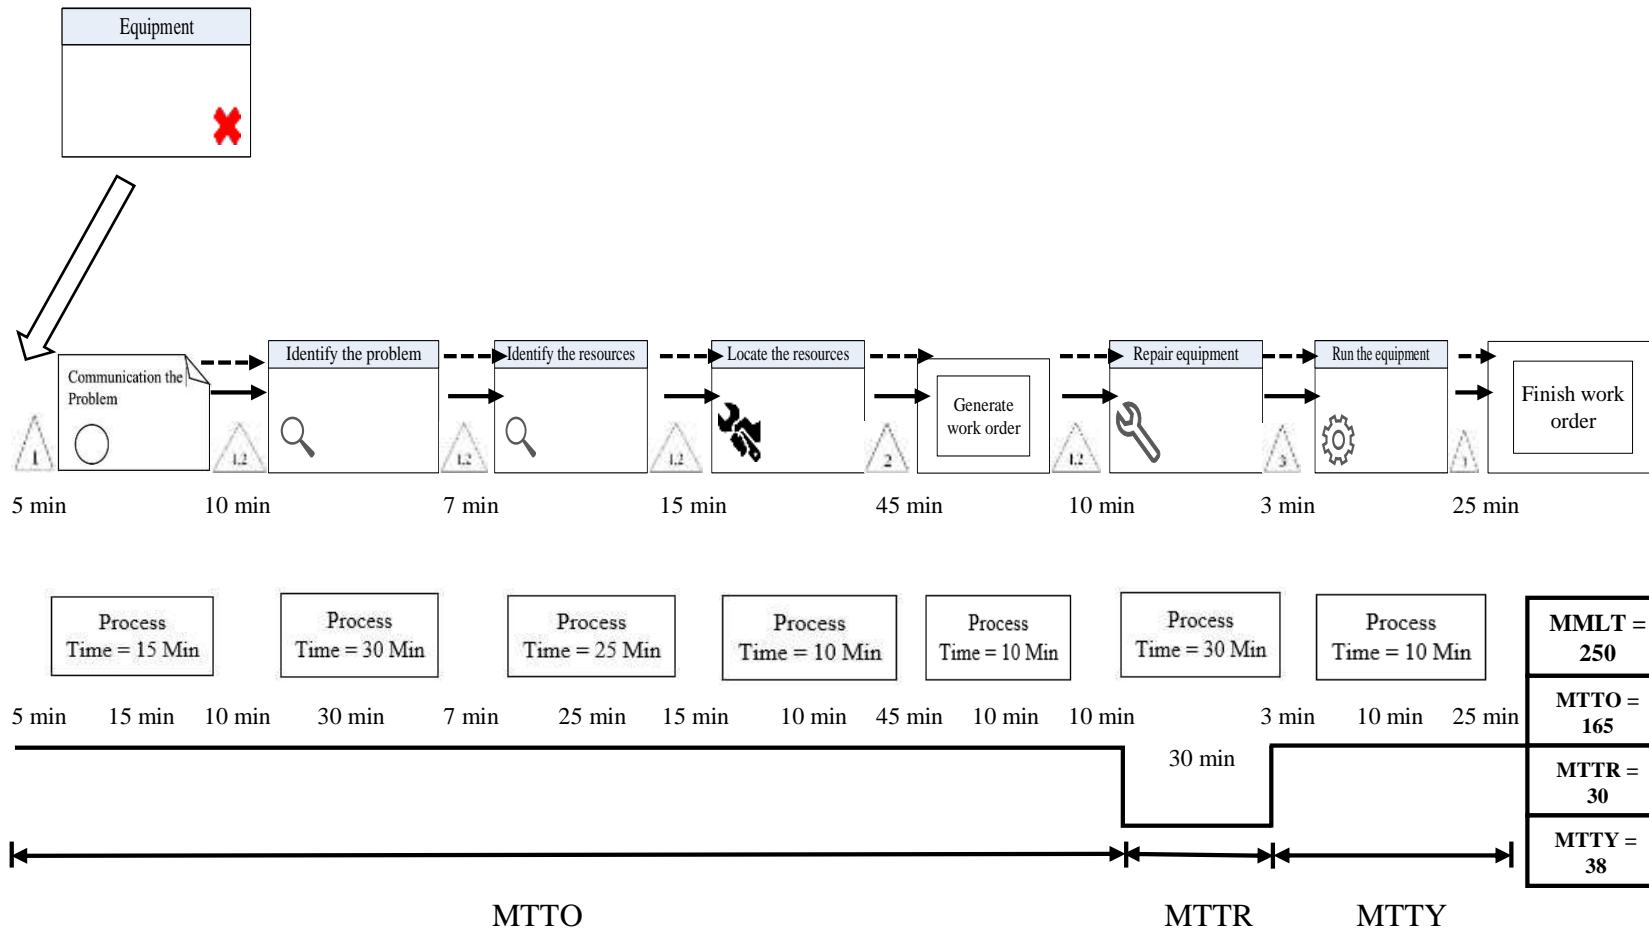 Equipment
Communication the
Problem
Identify the problem
Identify the resources
Locate the resources
Generate
work order
Repair equipment
Run the equipment
Finish work
order
1
1,2
1,2
1,2
2
1,2
3
1
5 min
10 min
7 min
15 min
45 min
10 min
3 min
25 min
Process
Time = 15 Min
Process
Time = 30 Min
Process
Time = 25 Min
Process
Time = 10 Min
Process
Time = 10 Min
Process
Time = 30 Min
Process
Time = 10 Min
MMLT =
250
5 min
15 min
10 min
30 min
7 min
25 min
15 min
10 min
45 min
10 min
10 min
30 min
3 min
10 min
25 min
MTTO =
165
MTTR =
30
MTTY =
38
MTTO
MTTR
MTTY